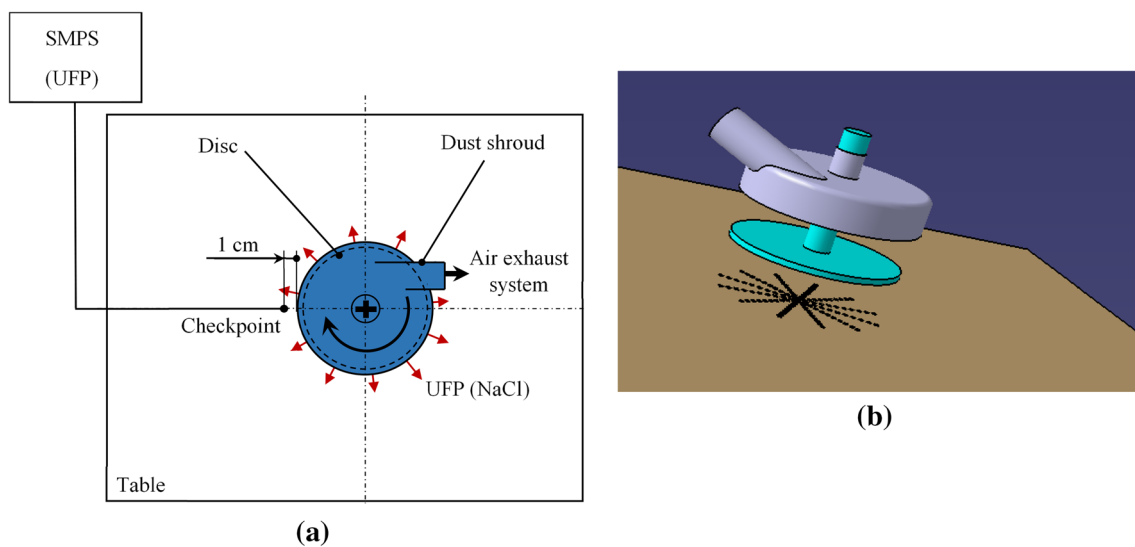 SMPS
(UFP)
Disc
Dust shroud
1 cm
Air exhaust
system
Checkpoint
UFP (NaCl)
Table
(a)
(b)